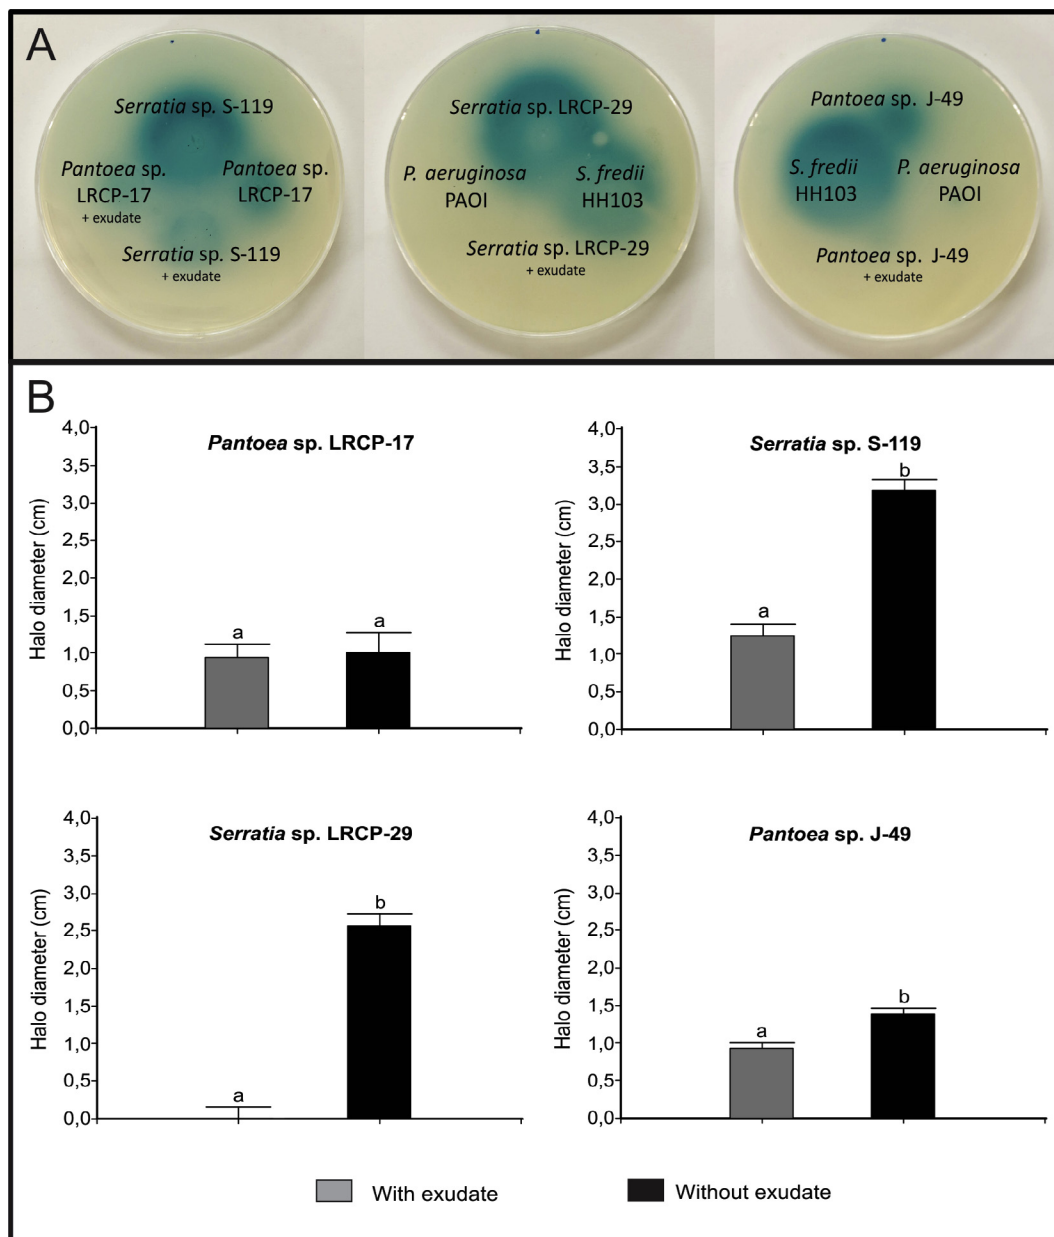 A
Serratia sp. S-119
Pantoea sp.
LRCP-17
+ exudate
Pantoea sp.
LRCP-17
Serratia sp. S-119
+ exudate
Serratia sp. LRCP-29
P. aeruginosa
PAOI
S. fredii
HH103
Serratia sp. LRCP-29
+ exudate
Pantoea sp. J-49
S. fredii
HH103
P. aeruginosa
PAOI
Pantoea sp. J-49
+ exudate
B
Pantoea sp. LRCP-17
Halo diameter (cm)
4,0
3,5
3,0
2,5
2,0
1,5
1,0
0,5
0,0
a
a
Serratia sp. S-119
Halo diameter (cm)
4,0
3,5
3,0
2,5
2,0
1,5
1,0
0,5
0,0
a
b
Serratia sp. LRCP-29
Halo diameter (cm)
4,0
3,5
3,0
2,5
2,0
1,5
1,0
0,5
0,0
a
b
Pantoea sp. J-49
Halo diameter (cm)
4,0
3,5
3,0
2,5
2,0
1,5
1,0
0,5
0,0
a
b
With exudate
Without exudate